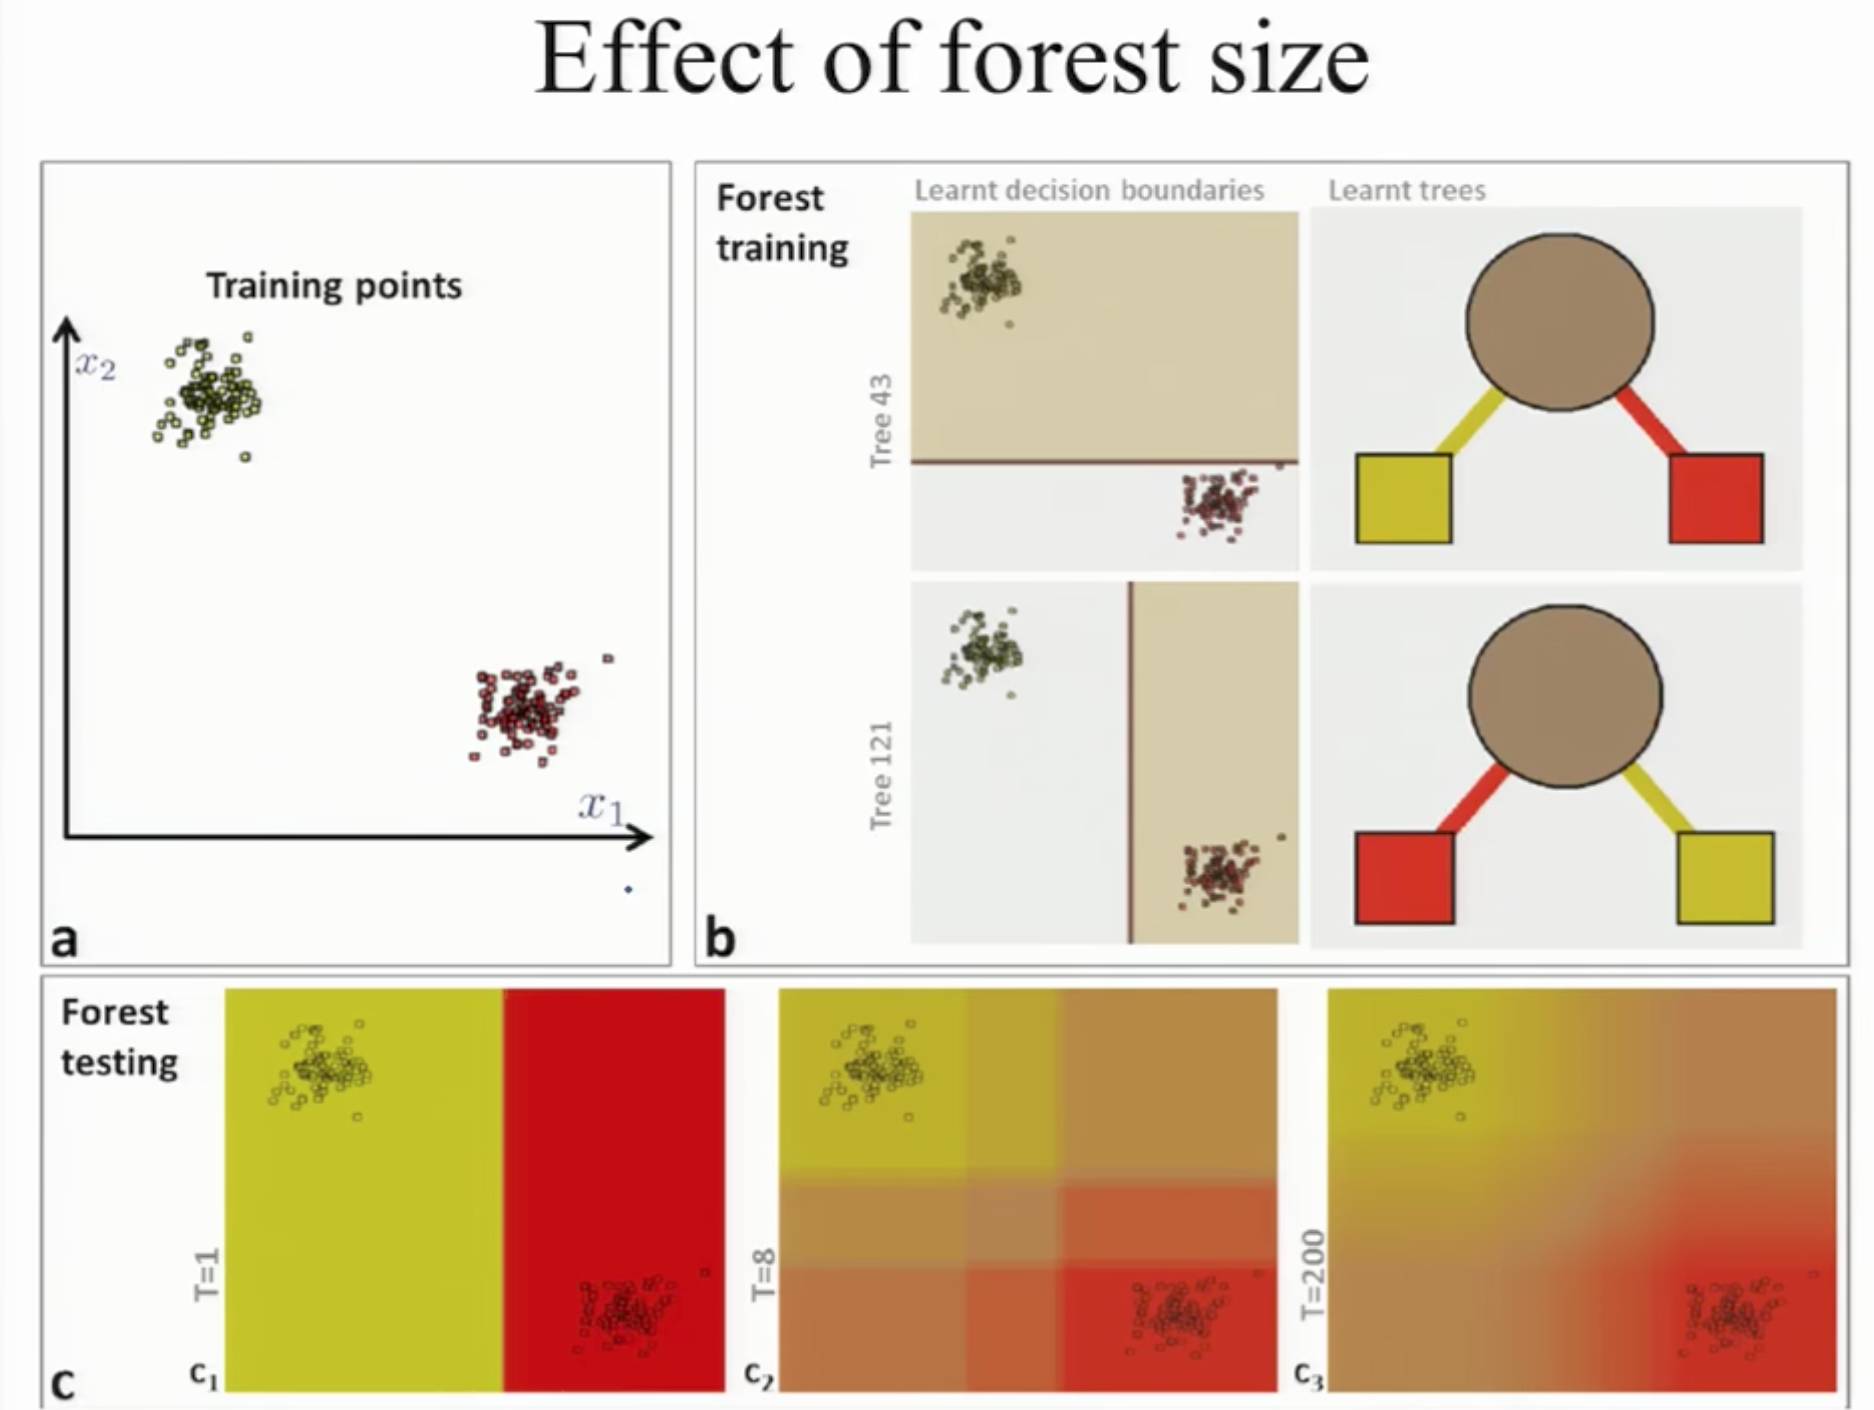 Effect of forest size
Training points
x2
x1
a
Forest
training
Learnt decision boundaries
Learnt trees
Tree 43
Tree 121
b
Forest
testing
T=1
c1
T=8
c2
T=200
c3
c